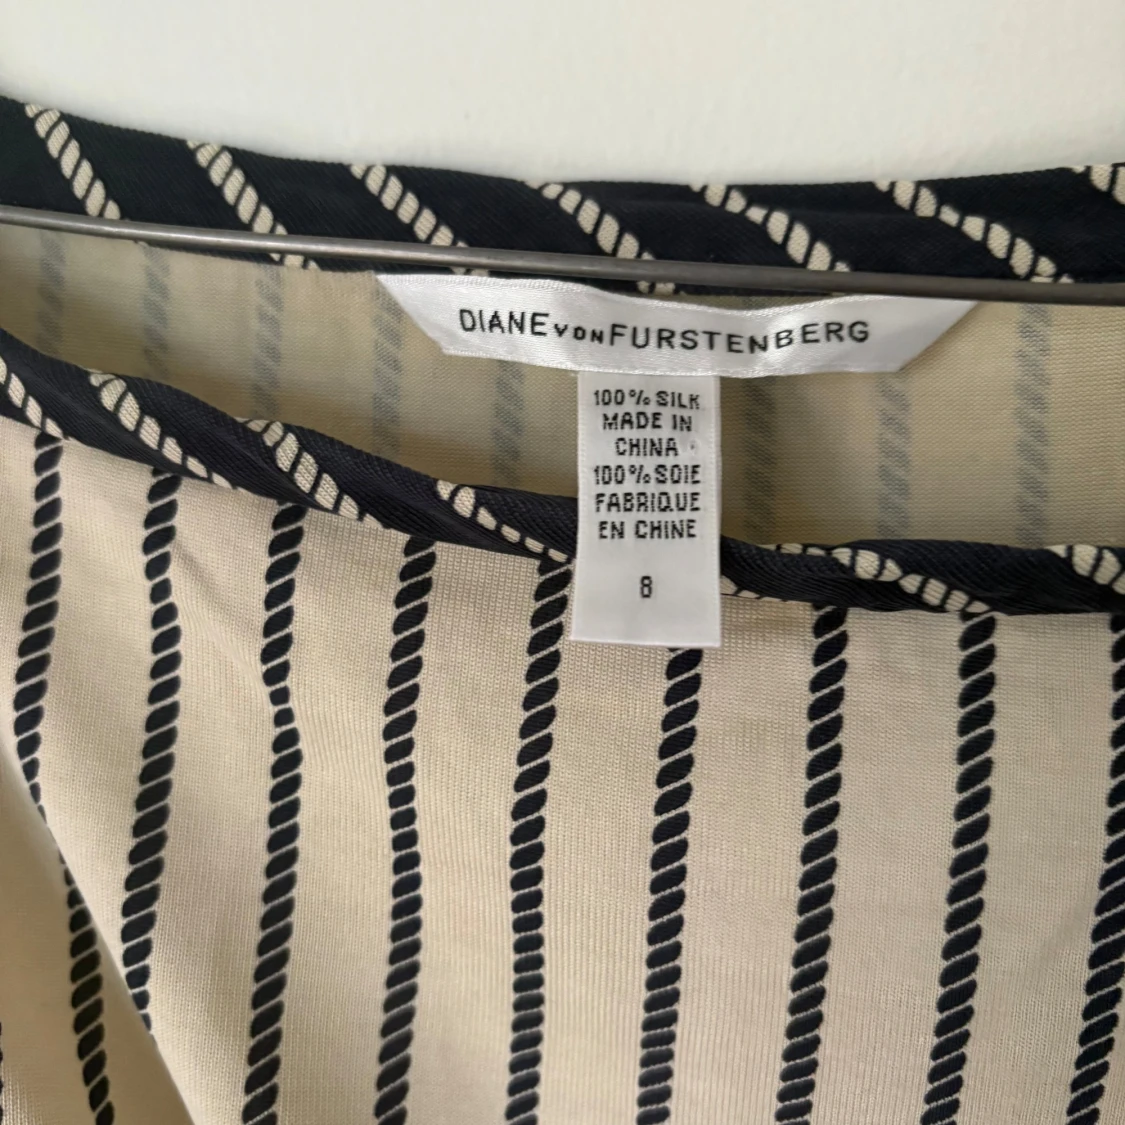 DIANE VON FURSTENBERG
100% SILK
MADE IN
CHINA
100% SOIE
FABRIQUE
EN CHINE
8